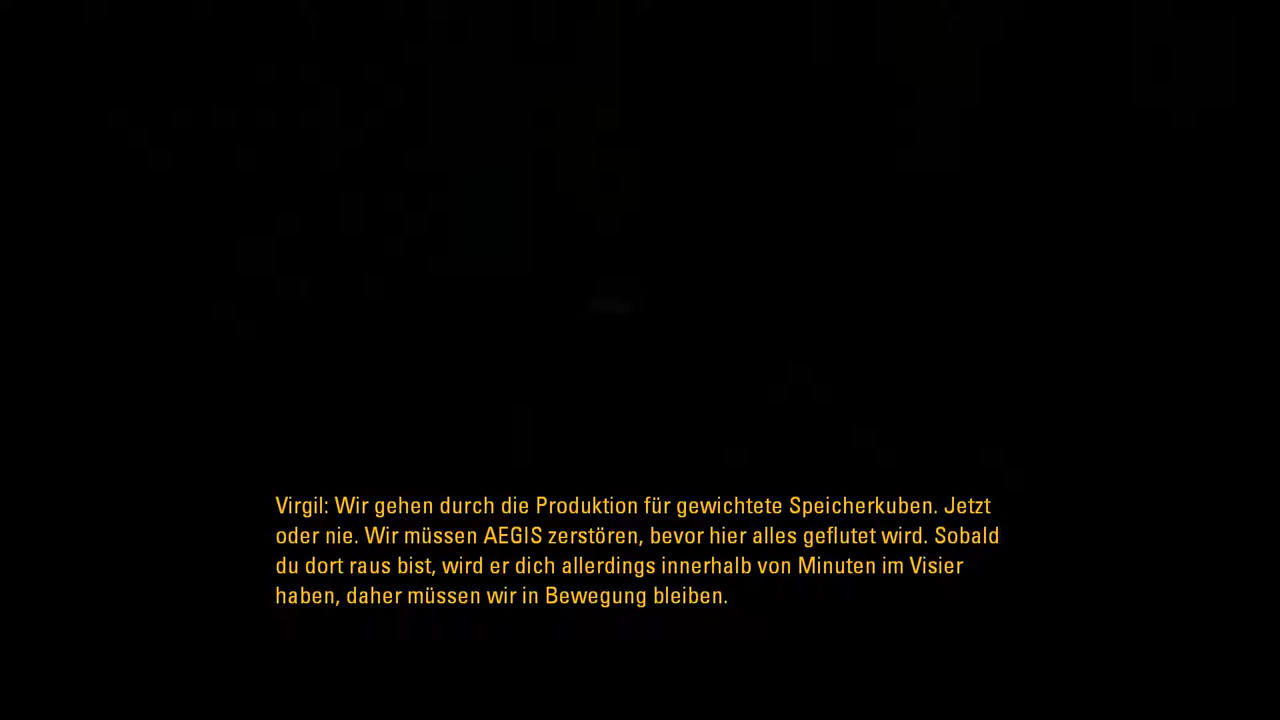 Virgil: Wir gehen durch die Produktion für gewichtete Speicherkuben. Jetzt
oder nie. Wir müssen AEGIS zerstören, bevor hier alles geflutet wird. Sobald
du dort raus bist, wird er dich allerdings innerhalb von Minuten im Visier
haben, daher müssen wir in Bewegung bleiben.